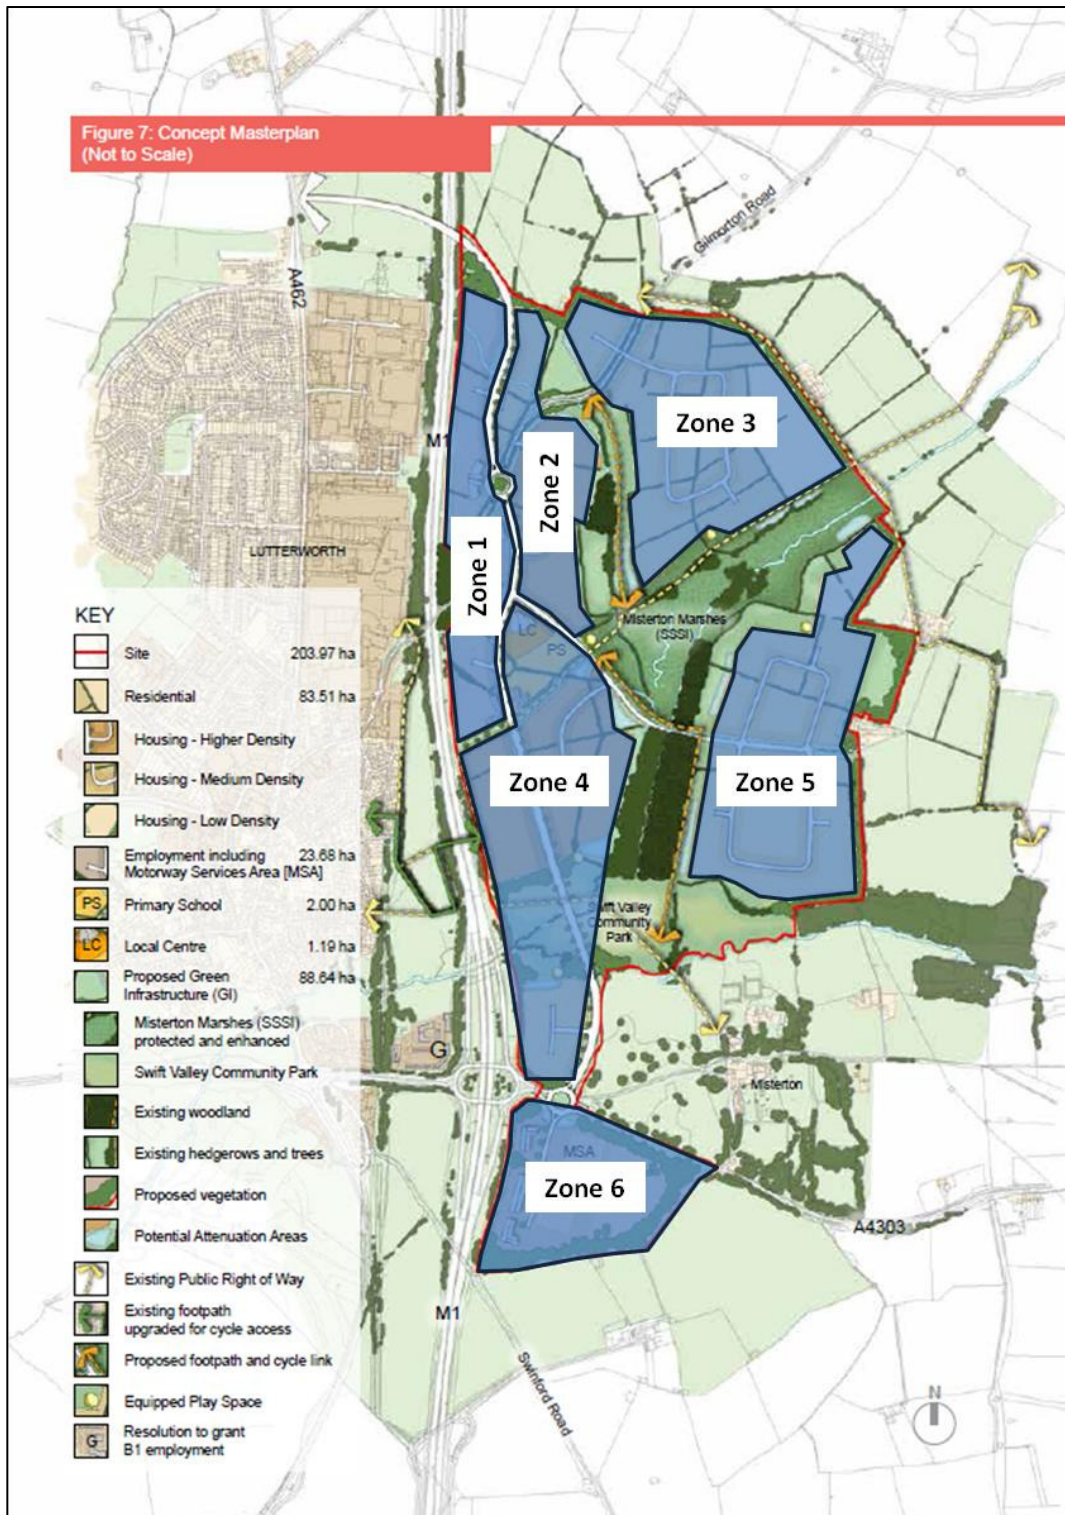 Figure 7: Concept Masterplan
(Not to Scale)
Gilmorton Road
A462
M1
Zone 3
Zone 2
Zone 1
LUTTERWORTH
LC
PS
Misterton Marshes
(SSSI)
Zone 4
Zone 5
Swift Valley
Community
Park
G
Misterton
MSA
Zone 6
A4303
M1
Swinford Road
N
KEY
Site 203.97 ha
Residential 83.51 ha
Housing - Higher Density
Housing - Medium Density
Housing - Low Density
Employment including 23.68 ha
Motorway Services Area [MSA]
PS Primary School 2.00 ha
LC Local Centre 1.19 ha
Proposed Green 88.64 ha
Infrastructure (GI)
Misterton Marshes (SSSI)
protected and enhanced
Swift Valley Community Park
Existing woodland
Existing hedgerows and trees
Proposed vegetation
Potential Attenuation Areas
Existing Public Right of Way
Existing footpath
upgraded for cycle access
Proposed footpath and cycle link
Equipped Play Space
G Resolution to grant
B1 employment